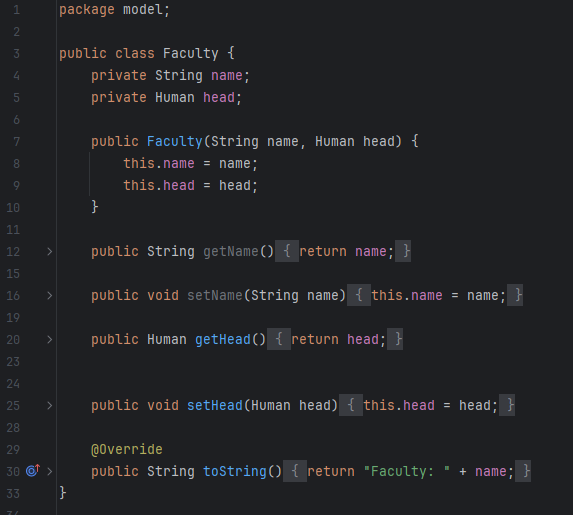 1 package model;
2
3 public class Faculty {
4 private String name;
5 private Human head;
6
7 public Faculty(String name, Human head) {
8 this.name = name;
9 this.head = head;
10 }
11
12 public String getName() { return name; }
15
16 public void setName(String name) { this.name = name; }
19
20 public Human getHead() { return head; }
23
24
25 public void setHead(Human head) { this.head = head; }
28
29 @Override
30 public String toString() { return "Faculty: " + name; }
33 }
34